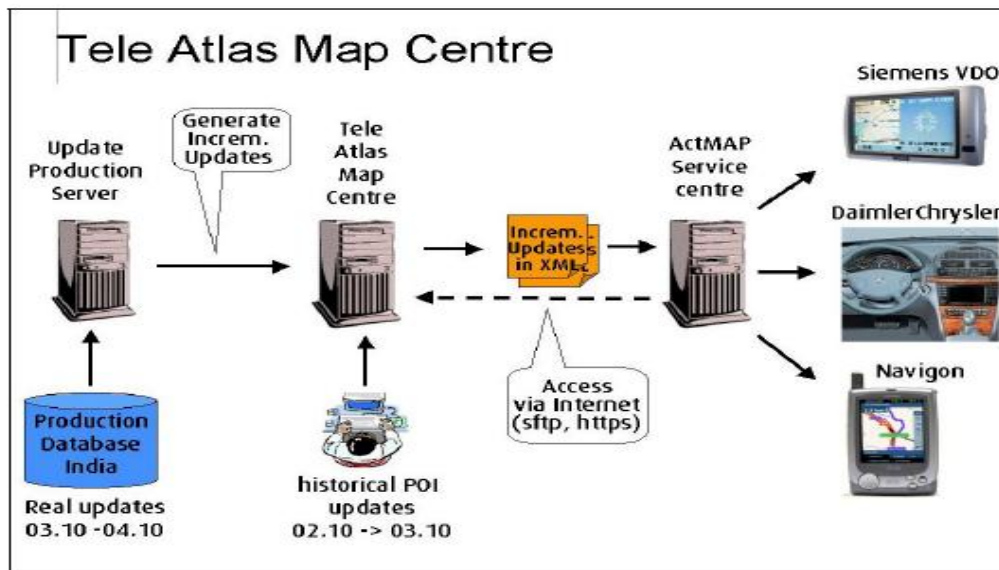 Tele Atlas Map Centre
Siemens VDO
Generate
Increm.
Updates
Update
Production
Server
Tele
Atlas
Map
Centre
ActMAP
Service
centre
Increm. .
Updatess
in XML
DaimlerChrysler
Access
via Internet
(sftp, https)
Navigon
Production
Database
India
Real updates
03.10 -04.10
historical POI
updates
02.10 -> 03.10